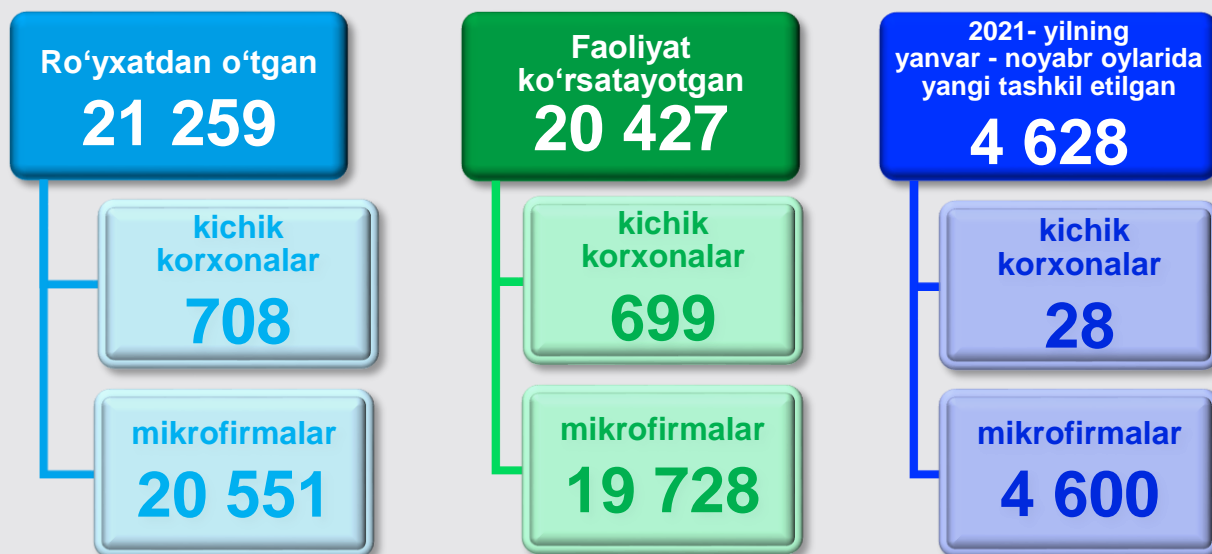 Ro‘yxatdan o‘tgan
21 259
kichik
korxonalar
708
mikrofirmalar
20 551
Faoliyat
ko‘rsatayotgan
20 427
kichik
korxonalar
699
mikrofirmalar
19 728
2021- yilning
yanvar - noyabr oylarida
yangi tashkil etilgan
4 628
kichik
korxonalar
28
mikrofirmalar
4 600